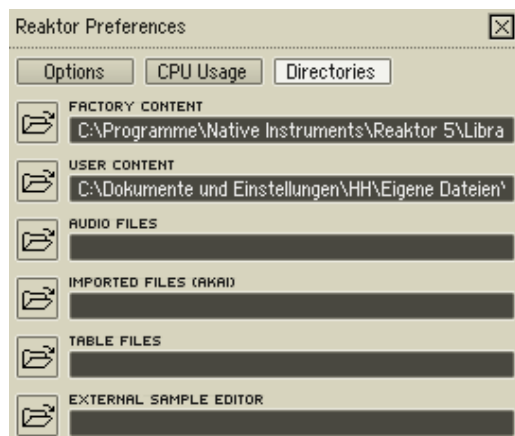 Reaktor Preferences
Options CPU Usage Directories
FACTORY CONTENT
C:\Programme\Native Instruments\Reaktor 5\Libra
USER CONTENT
C:\Dokumente und Einstellungen\HH\Eigene Dateien\
AUDIO FILES
IMPORTED FILES (AKAI)
TABLE FILES
EXTERNAL SAMPLE EDITOR